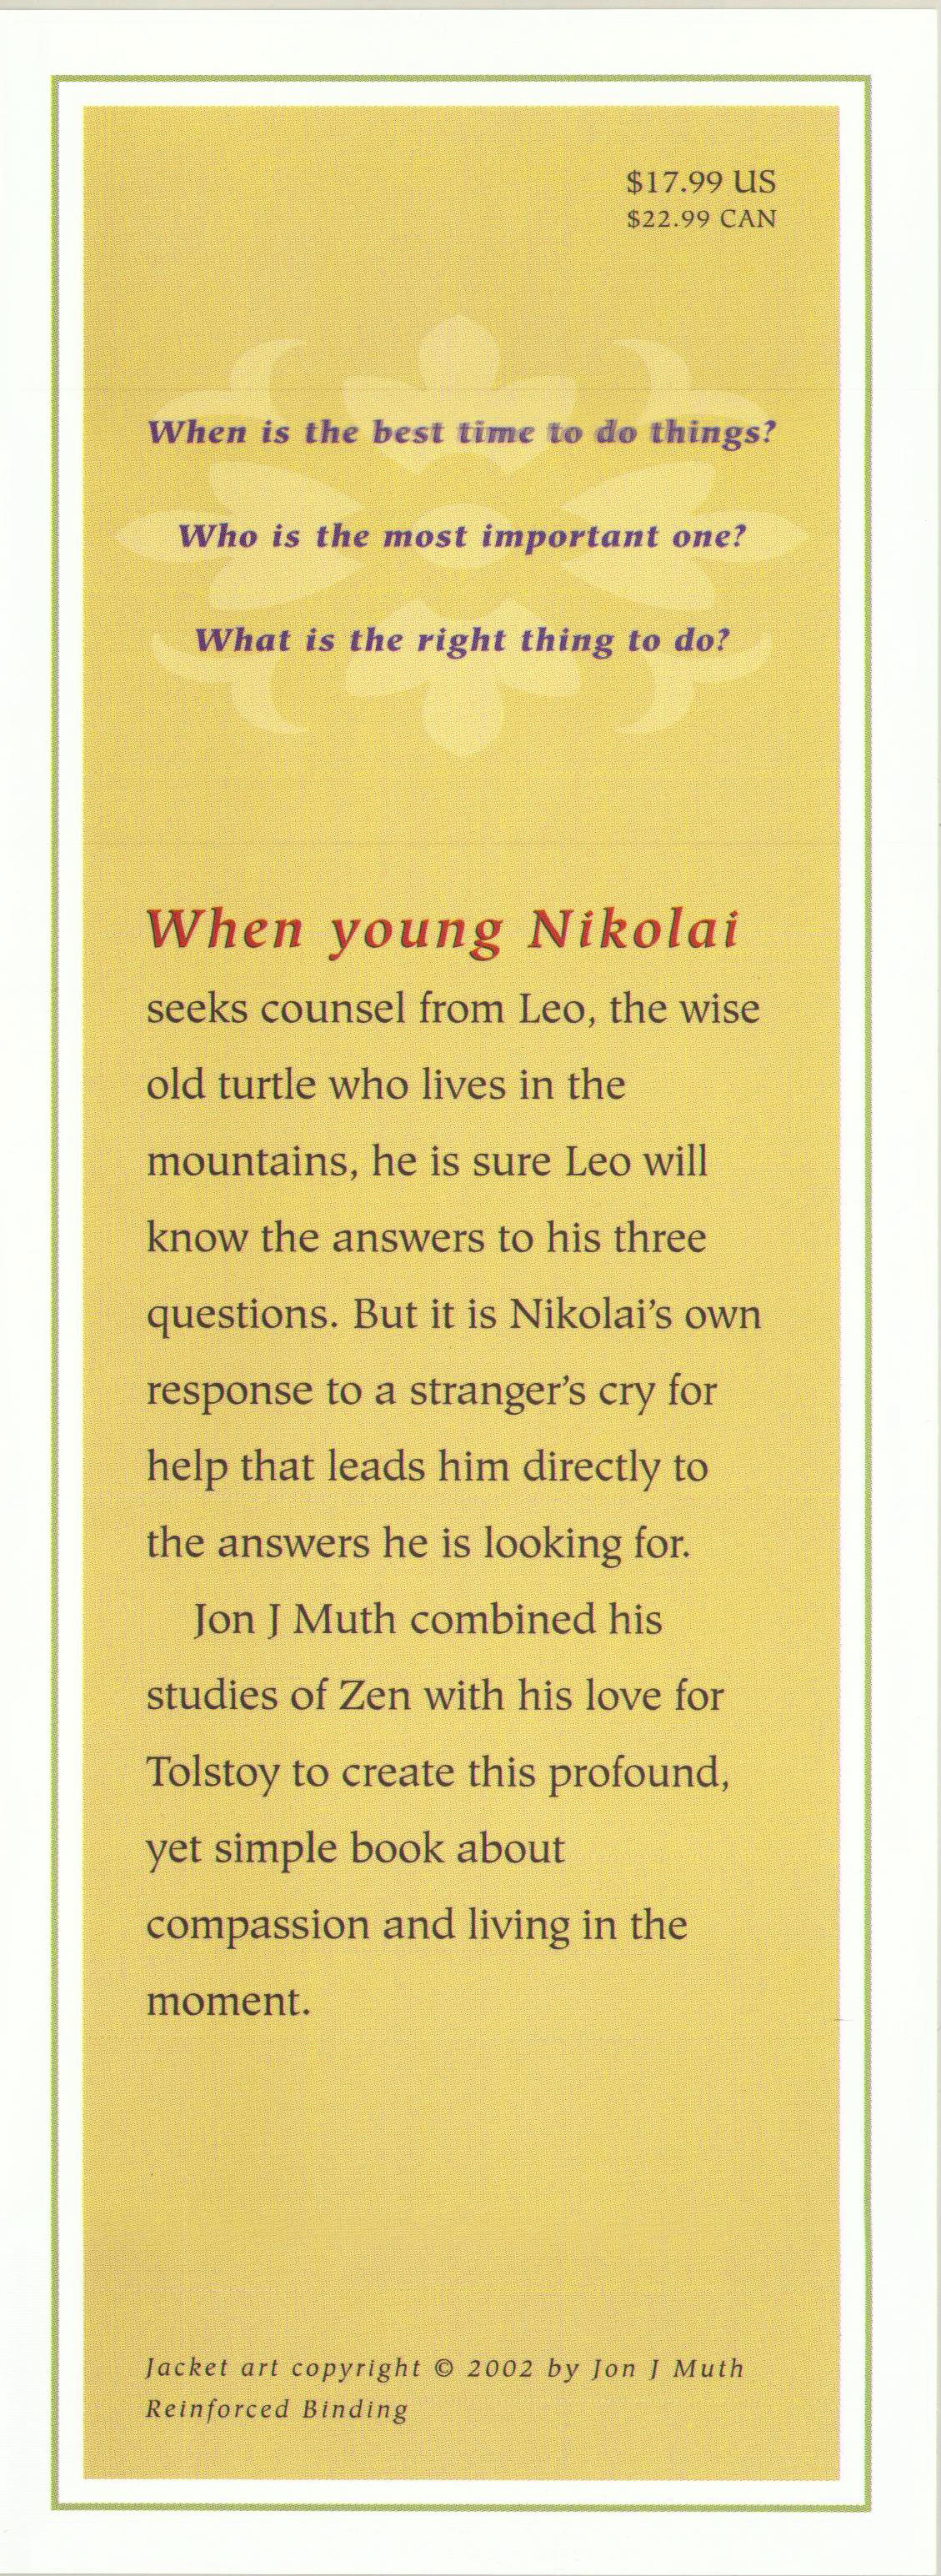 $17.99 US
$22.99 CAN
When is the best time to do things?
Who is the most important one?
What is the right thing to do?
When young Nikolai
seeks counsel from Leo, the wise
old turtle who lives in the
mountains, he is sure Leo will
know the answers to his three
questions. But it is Nikolai's own
response to a stranger's cry for
help that leads him directly to
the answers he is looking for.
Jon J Muth combined his
studies of Zen with his love for
Tolstoy to create this profound,
yet simple book about
compassion and living in the
moment.
Jacket art copyright © 2002 by Jon J Muth
Reinforced Binding